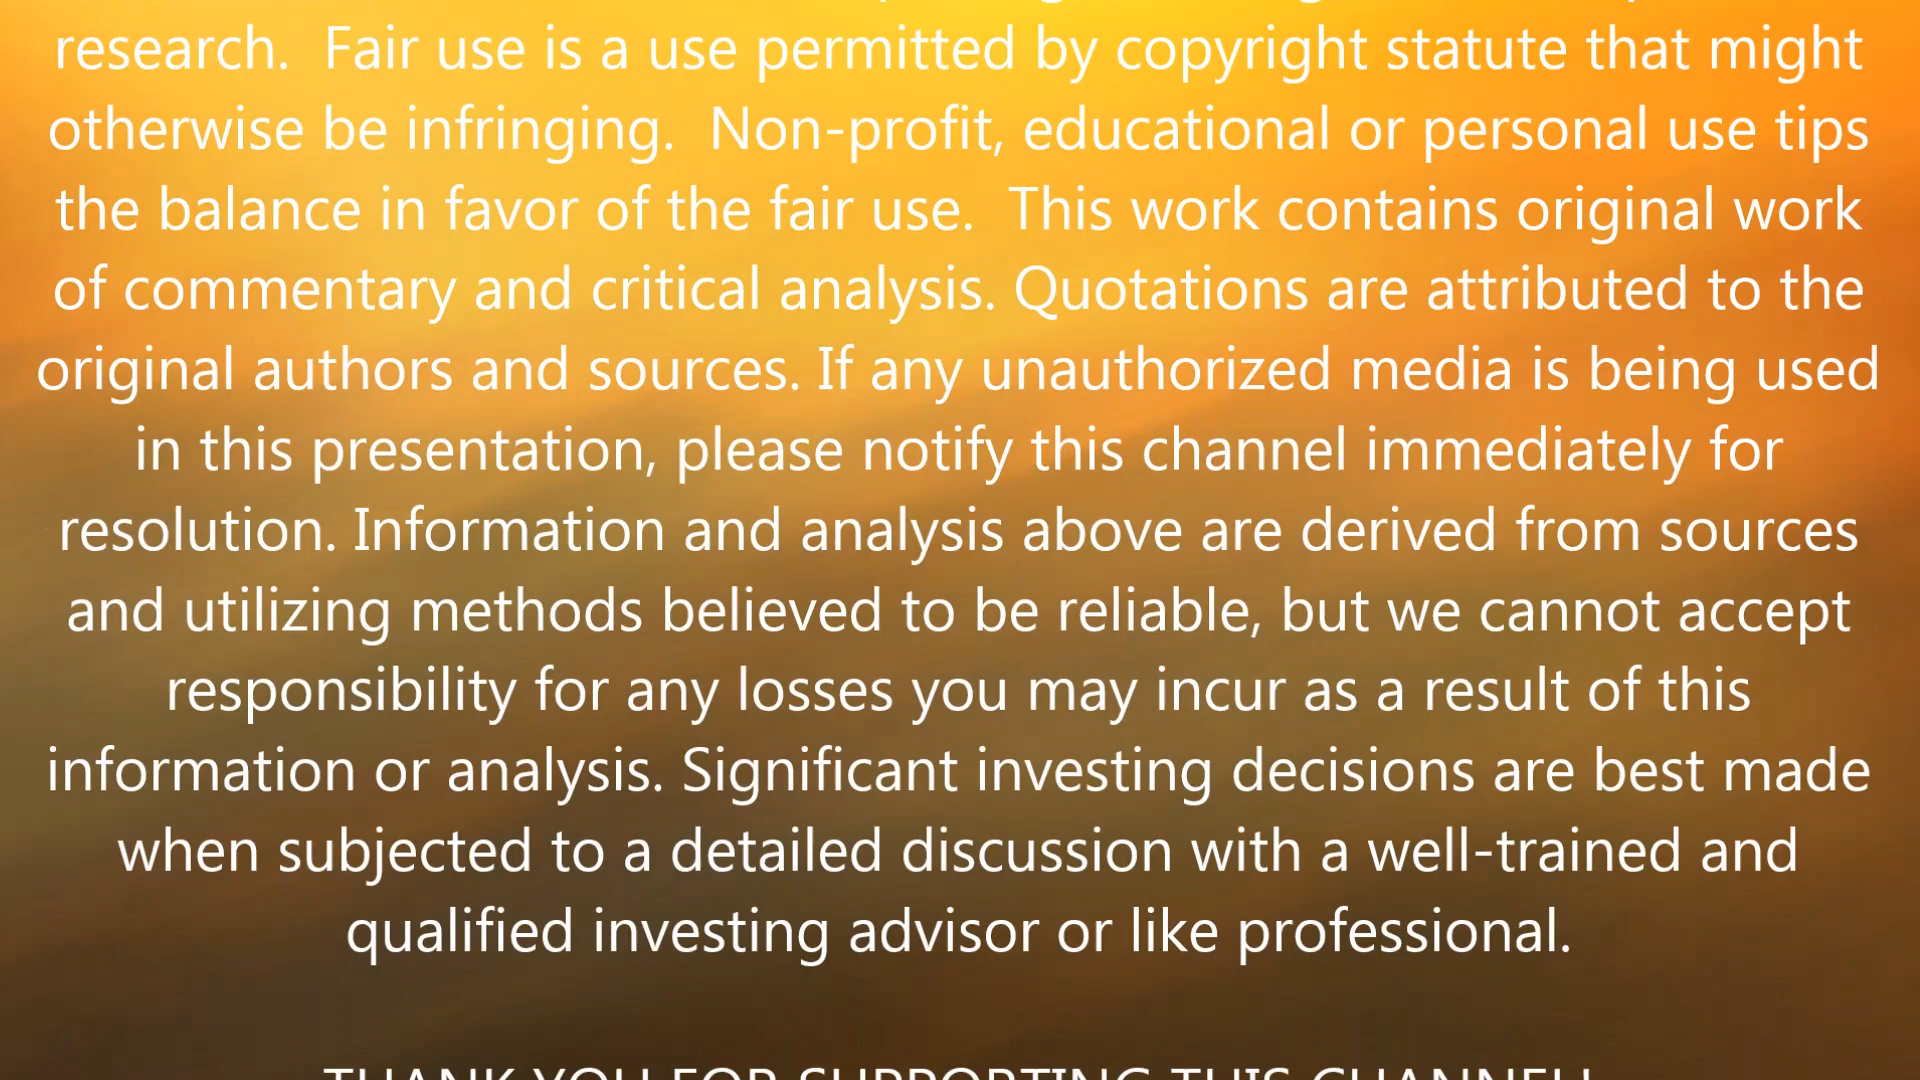 research.  Fair use is a use permitted by copyright statute that might
otherwise be infringing.  Non-profit, educational or personal use tips
the balance in favor of the fair use.  This work contains original work
of commentary and critical analysis. Quotations are attributed to the
original authors and sources. If any unauthorized media is being used
in this presentation, please notify this channel immediately for
resolution. Information and analysis above are derived from sources
and utilizing methods believed to be reliable, but we cannot accept
responsibility for any losses you may incur as a result of this
information or analysis. Significant investing decisions are best made
when subjected to a detailed discussion with a well-trained and
qualified investing advisor or like professional.
THANK YOU FOR SUPPORTING THIS CHANNEL!